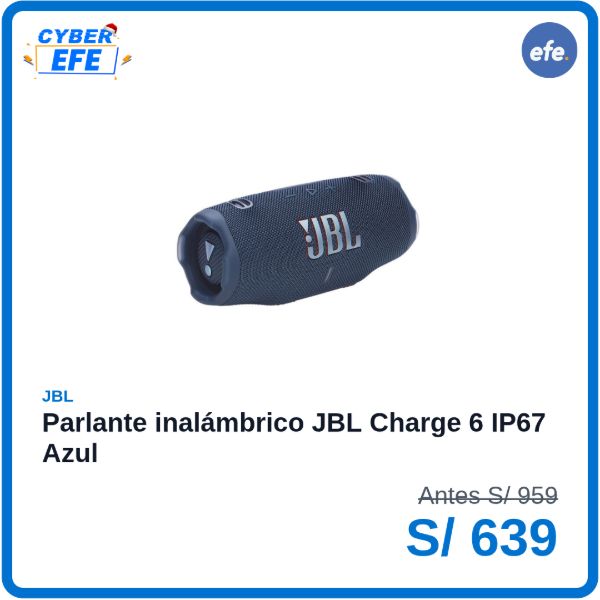 CYBER
EFE
efe.
JBL
JBL
Parlante inalámbrico JBL Charge 6 IP67
Azul
Antes S/ 959
S/ 639